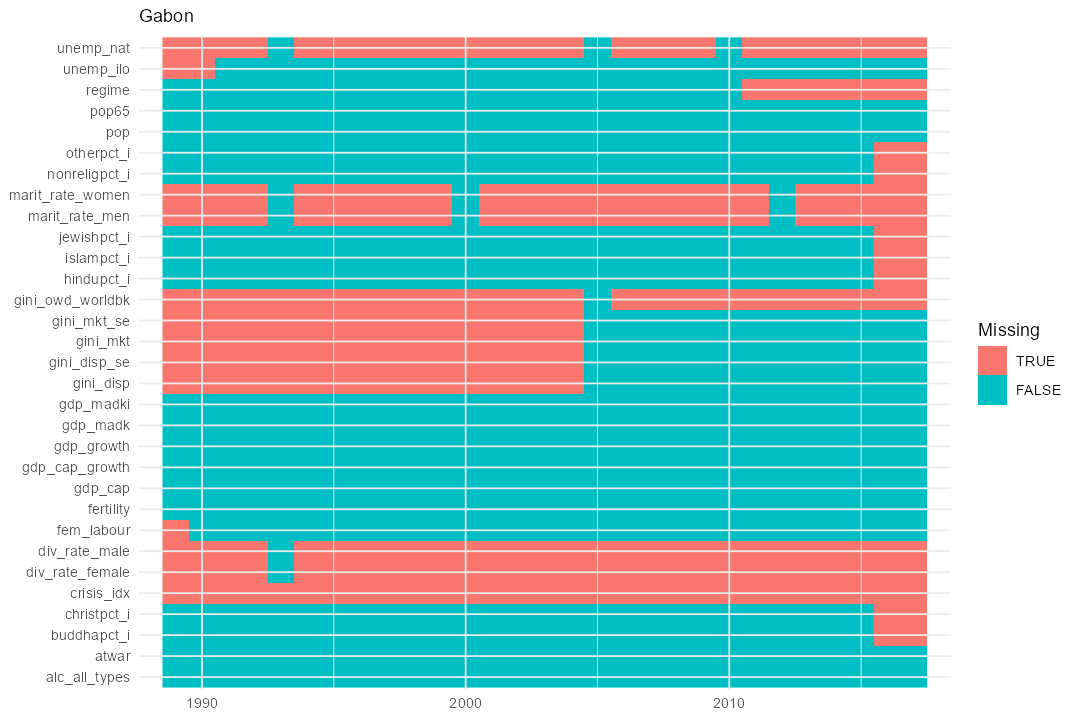 Gabon
unemp_nat
unemp_ilo
regime
pop65
pop
otherpct_i
nonreligpct_i
marit_rate_women
marit_rate_men
jewishpct_i
islampct_i
hindupct_i
gini_owd_worldbk
gini_mkt_se
gini_mkt
gini_disp_se
gini_disp
gdp_madki
gdp_madk
gdp_growth
gdp_cap_growth
gdp_cap
fertility
fem_labour
div_rate_male
div_rate_female
crisis_idx
christpct_i
buddhapct_i
atwar
alc_all_types
1990 2000 2010
Missing
TRUE
FALSE